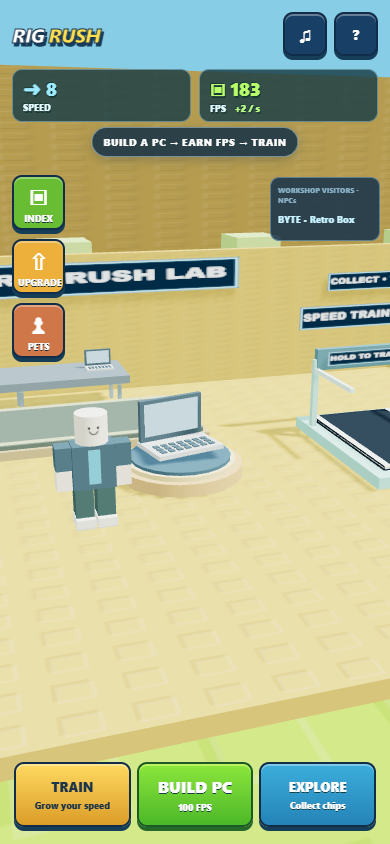 RIG RUSH
?
8
SPEED
183
FPS +2/s
BUILD A PC → EARN FPS → TRAIN
WORKSHOP VISITORS - NPCs
BYTE - Retro Box
INDEX
UPGRADE
PETS
RUSH LAB
COLLECT •
SPEED TRAIN
HOLD TO TRA
TRAIN
Grow your speed
BUILD PC
100 FPS
EXPLORE
Collect chips